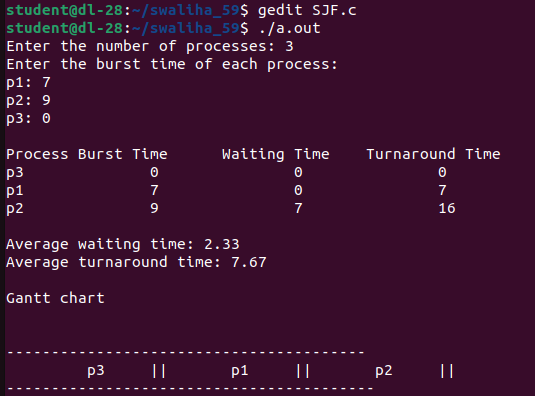 student@dl-28:~/swaliha_59$ gedit SJF.c
student@dl-28:~/swaliha_59$ ./a.out
Enter the number of processes: 3
Enter the burst time of each process:
p1: 7
p2: 9
p3: 0
Process Burst Time      Waiting Time    Turnaround Time
p3              0               0               0
p1              7               0               7
p2              9               7               16
Average waiting time: 2.33
Average turnaround time: 7.67
Gantt chart
----------------------------------------
         p3     ||       p1     ||       p2     ||
-----------------------------------------